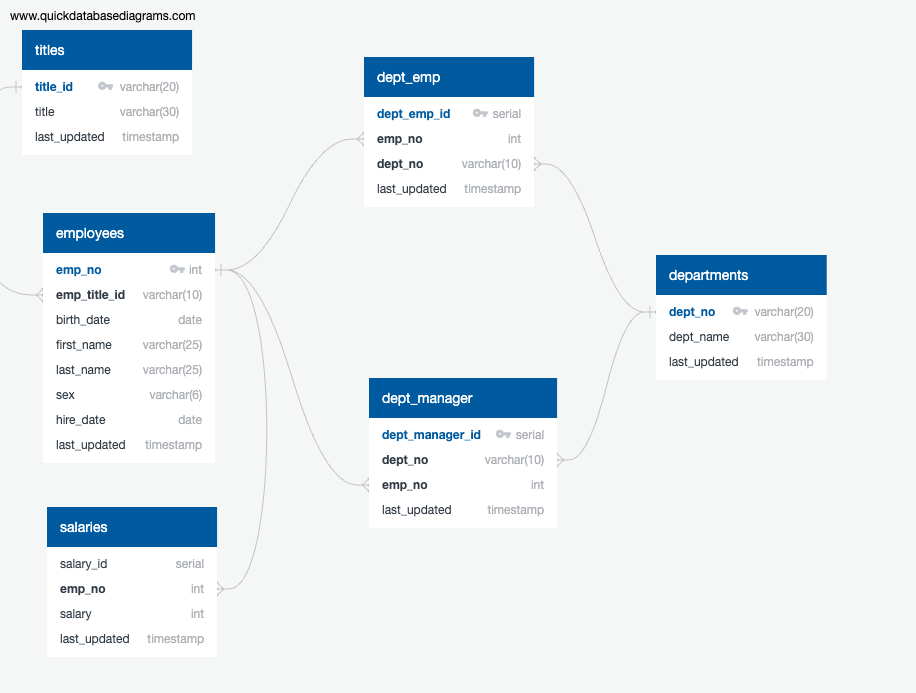 www.quickdatabasediagrams.com
titles
title_id varchar(20)
title varchar(30)
last_updated timestamp
dept_emp
dept_emp_id serial
emp_no int
dept_no varchar(10)
last_updated timestamp
employees
emp_no int
emp_title_id varchar(10)
birth_date date
first_name varchar(25)
last_name varchar(25)
sex varchar(6)
hire_date date
last_updated timestamp
departments
dept_no varchar(20)
dept_name varchar(30)
last_updated timestamp
dept_manager
dept_manager_id serial
dept_no varchar(10)
emp_no int
last_updated timestamp
salaries
salary_id serial
emp_no int
salary int
last_updated timestamp